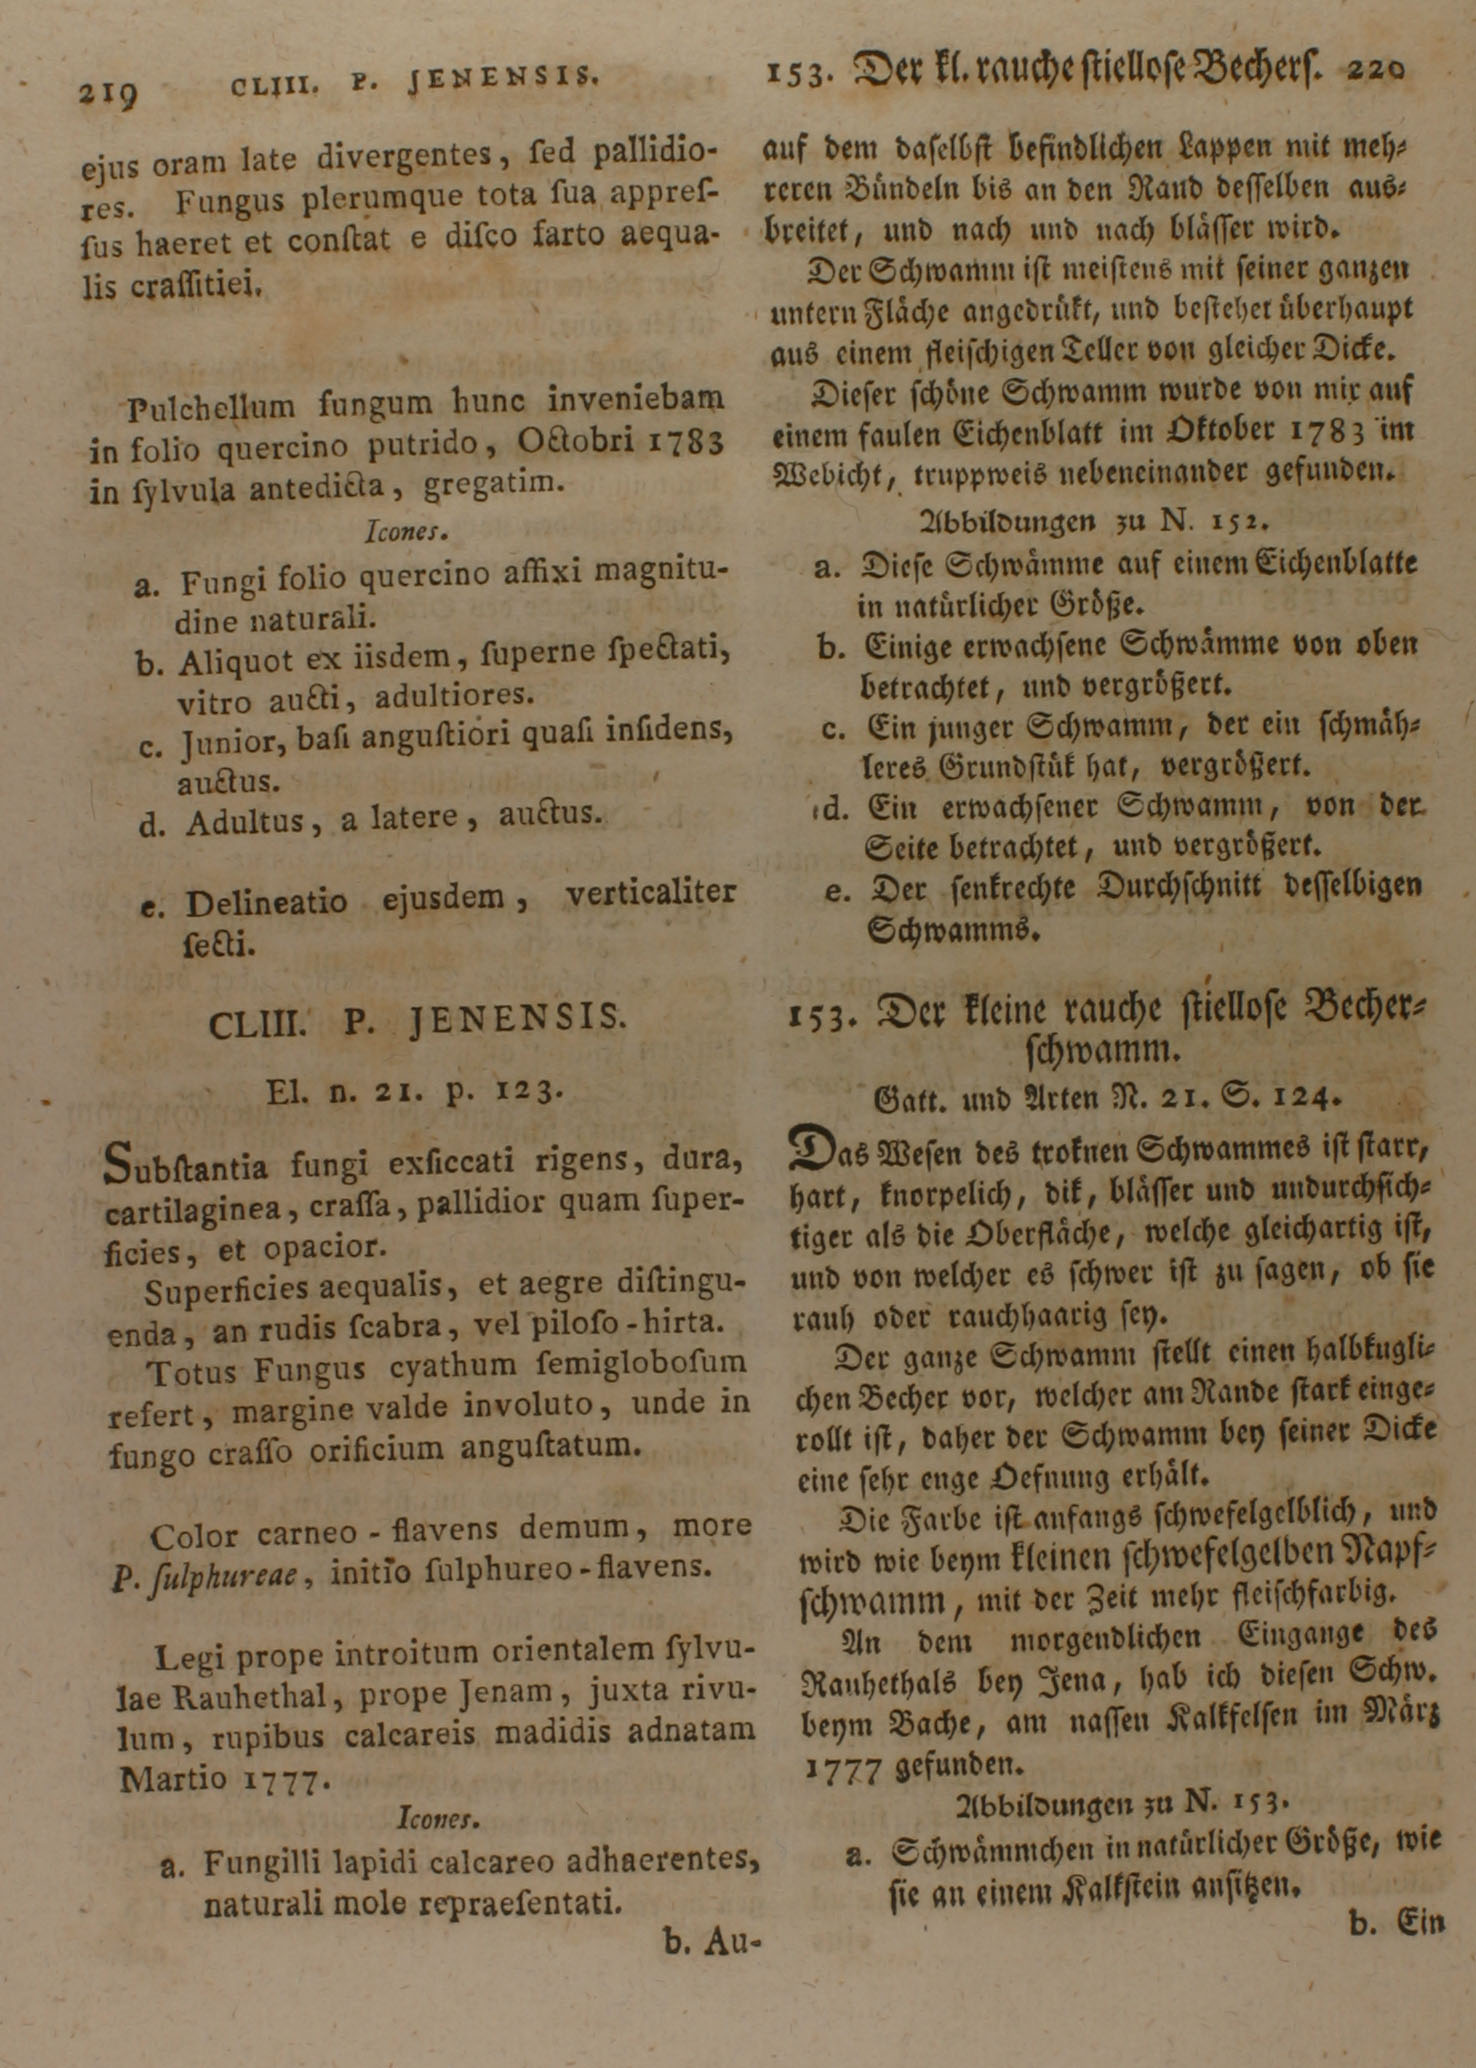 219 CLIII. P. JENENSIS.
ejus oram late divergentes, ſed pallidio-
res. Fungus plerumque tota ſua appreſ-
ſus haeret et conſtat e diſco farto aequa-
lis craſſitiei.
Pulchellum fungum hunc inveniebam
in folio quercino putrido, Octobri 1783
in ſylvula antedicta, gregatim.
Icones.
a. Fungi folio quercino affixi magnitu-
dine naturali.
b. Aliquot ex iisdem, ſuperne ſpectati,
vitro aucti, adultiores.
c. Junior, baſi anguſtiori quaſi inſidens,
auctus.
d. Adultus, a latere, auctus.
e. Delineatio ejusdem, verticaliter
ſecti.
CLIII. P. JENENSIS.
El. n. 21. p. 123.
Subſtantia fungi exſiccati rigens, dura,
cartilaginea, craſſa, pallidior quam ſuper-
ficies, et opacior.
Superficies aequalis, et aegre diſtingu-
enda, an rudis ſcabra, vel piloſo-hirta.
Totus Fungus cyathum ſemigloboſum
refert, margine valde involuto, unde in
fungo craſſo orificium anguſtatum.
Color carneo-flavens demum, more
P. ſulphureae, initio ſulphureo-flavens.
Legi prope introitum orientalem ſylvu-
lae Rauhethal, prope Jenam, juxta rivu-
lum, rupibus calcareis madidis adnatam
Martio 1777.
Icones.
a. Fungilli lapidi calcareo adhaerentes,
naturali mole repraeſentati.
b. Au-
153. Der kl. rauche ſtielloſe Becherſ. 220
auf dem daſelbſt befindlichen Lappen mit meh-
reren Bündeln bis an den Rand deſſelben aus-
breitet, und nach und nach bläſſer wird.
Der Schwamm iſt meiſtens mit ſeiner ganzen
untern Fläche angedrükt, und beſtehet überhaupt
aus einem fleiſchigen Teller von gleicher Dicke.
Dieſer ſchöne Schwamm wurde von mir auf
einem faulen Eichenblatt im Oktober 1783 im
Webicht, truppweis nebeneinander gefunden.
Abbildungen zu N. 152.
a. Dieſe Schwämme auf einem Eichenblatte
in natürlicher Größe.
b. Einige erwachſene Schwämme von oben
betrachtet, und vergrößert.
c. Ein junger Schwamm, der ein ſchmäh-
leres Grundſtük hat, vergrößert.
d. Ein erwachſener Schwamm, von der
Seite betrachtet, und vergrößert.
e. Der ſenkrechte Durchſchnitt deſſelbigen
Schwamms.
153. Der kleine rauche ſtielloſe Becher-
ſchwamm.
Gatt. und Arten N. 21. S. 124.
Das Weſen des troknen Schwammes iſt ſtarr,
hart, knorpelich, dik, bläſſer und undurchſich-
tiger als die Oberfläche, welche gleichartig iſt,
und von welcher es ſchwer iſt zu ſagen, ob ſie
rauh oder rauchhaarig ſey.
Der ganze Schwamm ſtellt einen halbkugli-
chen Becher vor, welcher am Rande ſtark einge-
rollt iſt, daher der Schwamm bey ſeiner Dicke
eine ſehr enge Oefnung erhält.
Die Farbe iſt anfangs ſchwefelgelblich, und
wird wie beym kleinen ſchwefelgelben Napf-
ſchwamm, mit der Zeit mehr fleiſchfarbig.
An dem morgendlichen Eingange des
Rauhethals bey Jena, hab ich dieſen Schw.
beym Bache, am naſſen Kalkfelſen im März
1777 gefunden.
Abbildungen zu N. 153.
a. Schwämmchen in natürlicher Größe, wie
ſie an einem Kalkſtein anſitzen.
b. Ein